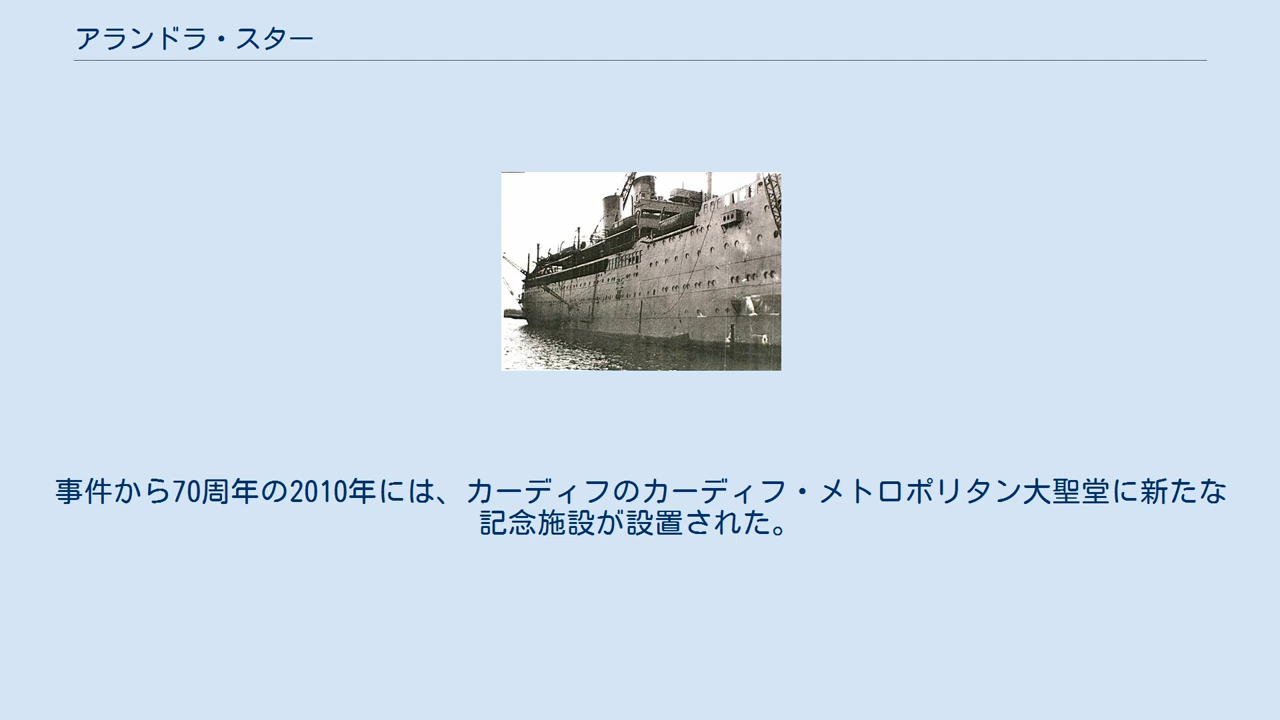 アランドラ・スター
事件から70周年の2010年には、カーディフのカーディフ・メトロポリタン大聖堂に新たな
記念施設が設置された。